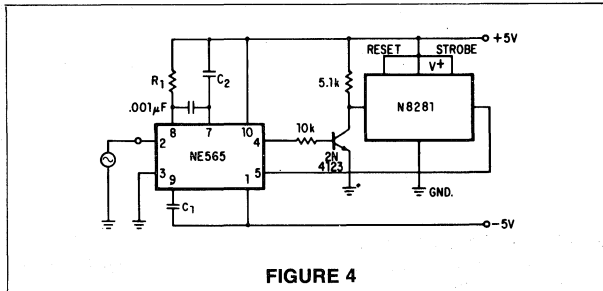 +5V
RESET STROBE
V+
R1
C2
5.1k
.001µF
N8281
8 7 10
2 4
10k
NE565
2N
4123
3 5
9 1
GND.
C1
-5V
FIGURE 4